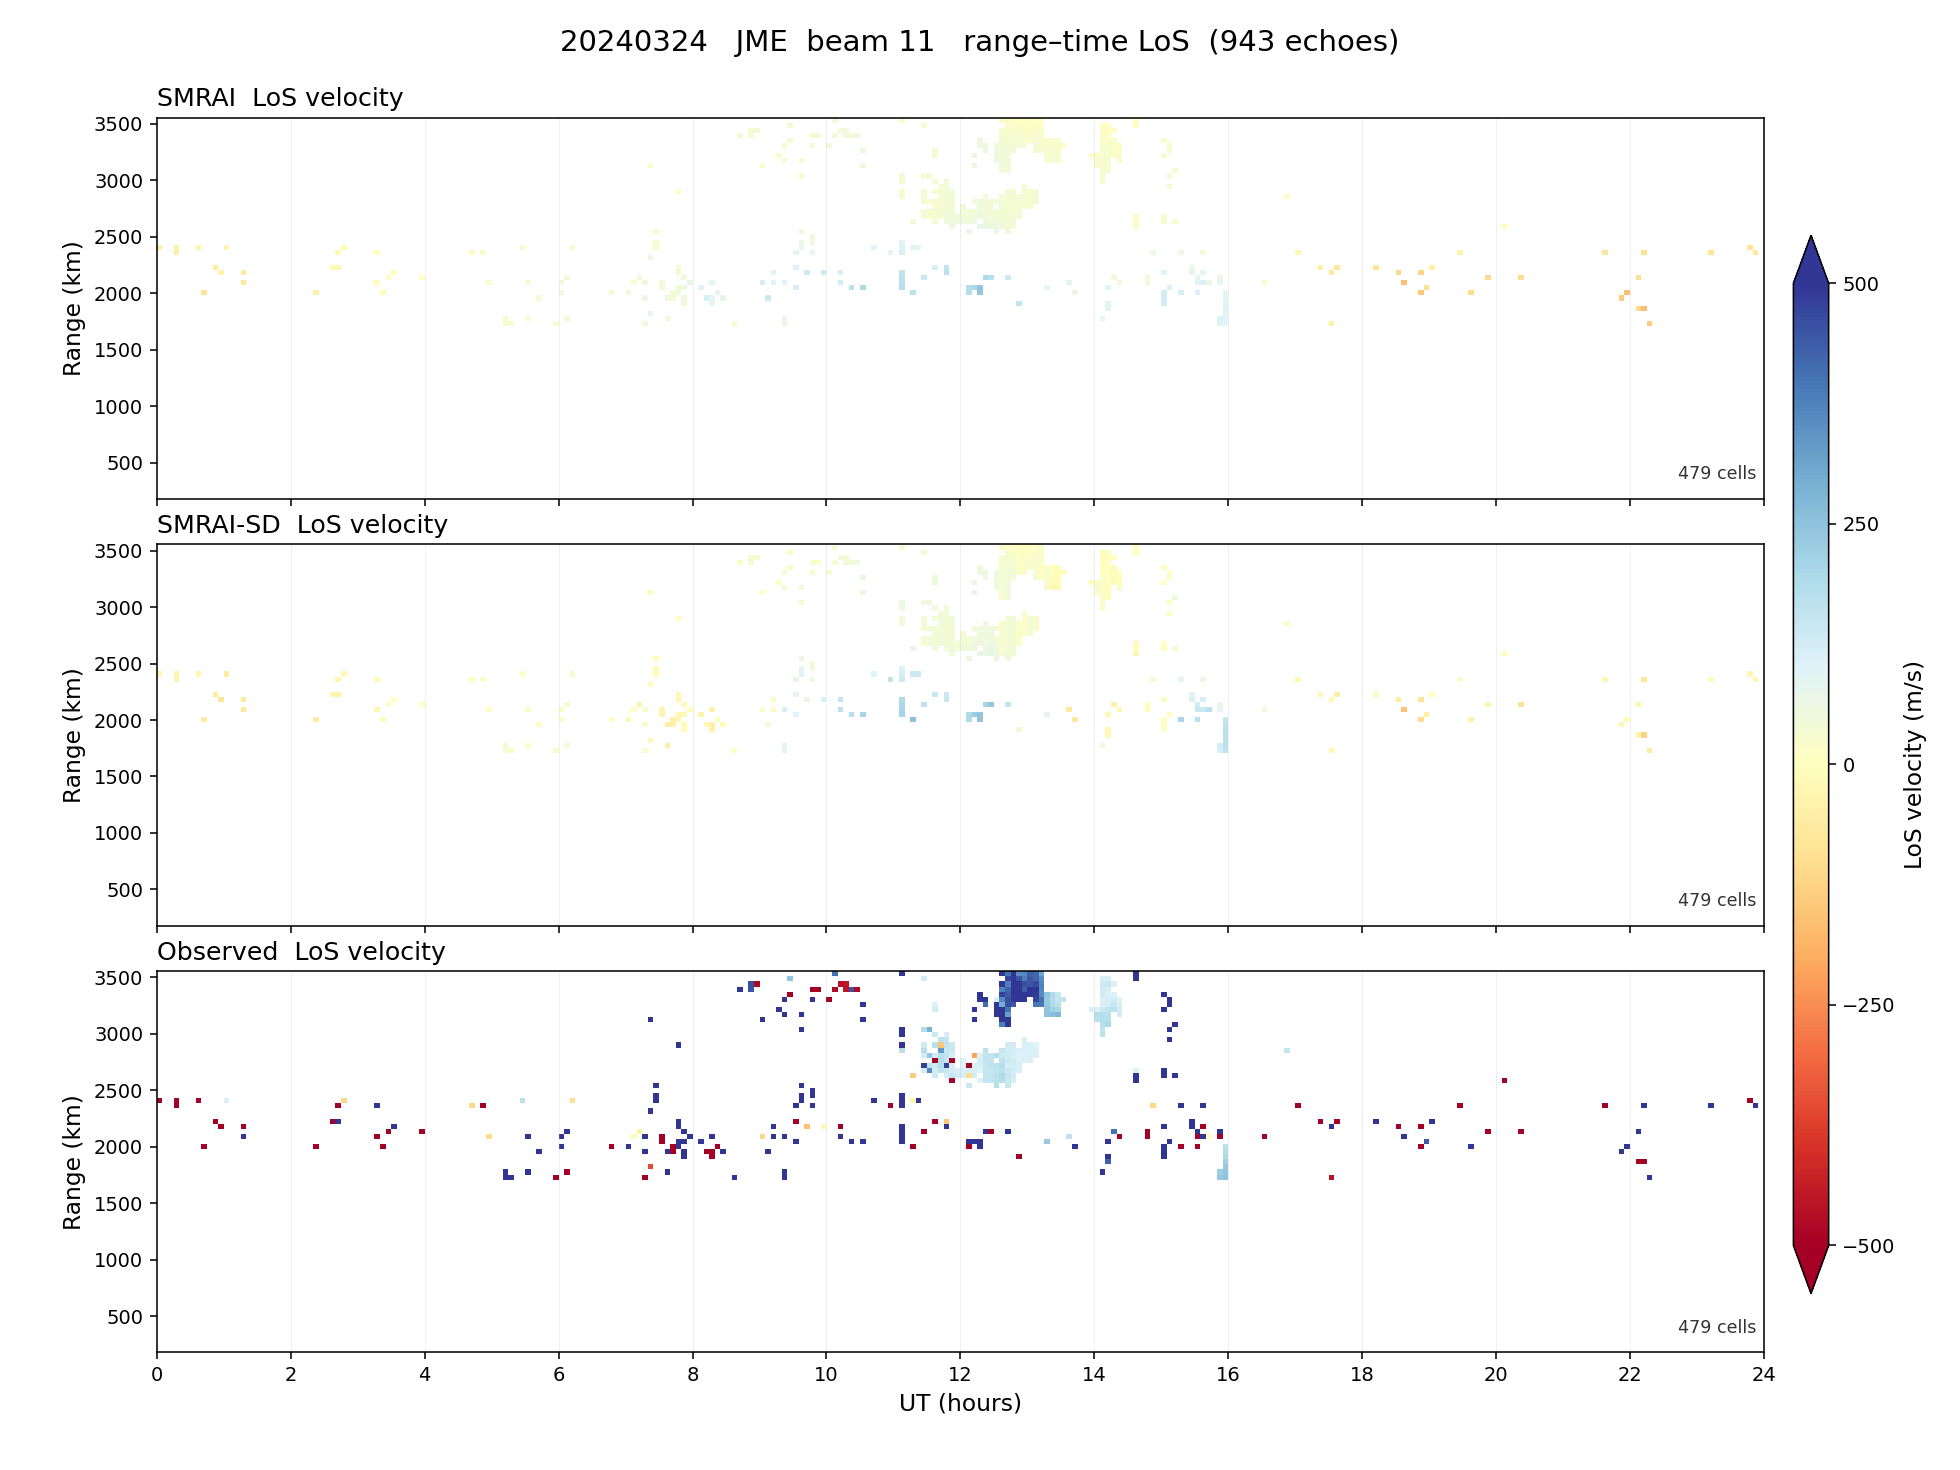 20240324   JME  beam 11   range–time LoS  (943 echoes)
SMRAI  LoS velocity
3500
3000
2500
2000
1500
1000
500
Range (km)
479 cells
SMRAI-SD  LoS velocity
3500
3000
2500
2000
1500
1000
500
Range (km)
479 cells
Observed  LoS velocity
3500
3000
2500
2000
1500
1000
500
Range (km)
479 cells
0 2 4 6 8 10 12 14 16 18 20 22 24
UT (hours)
500
250
0
−250
−500
LoS velocity (m/s)